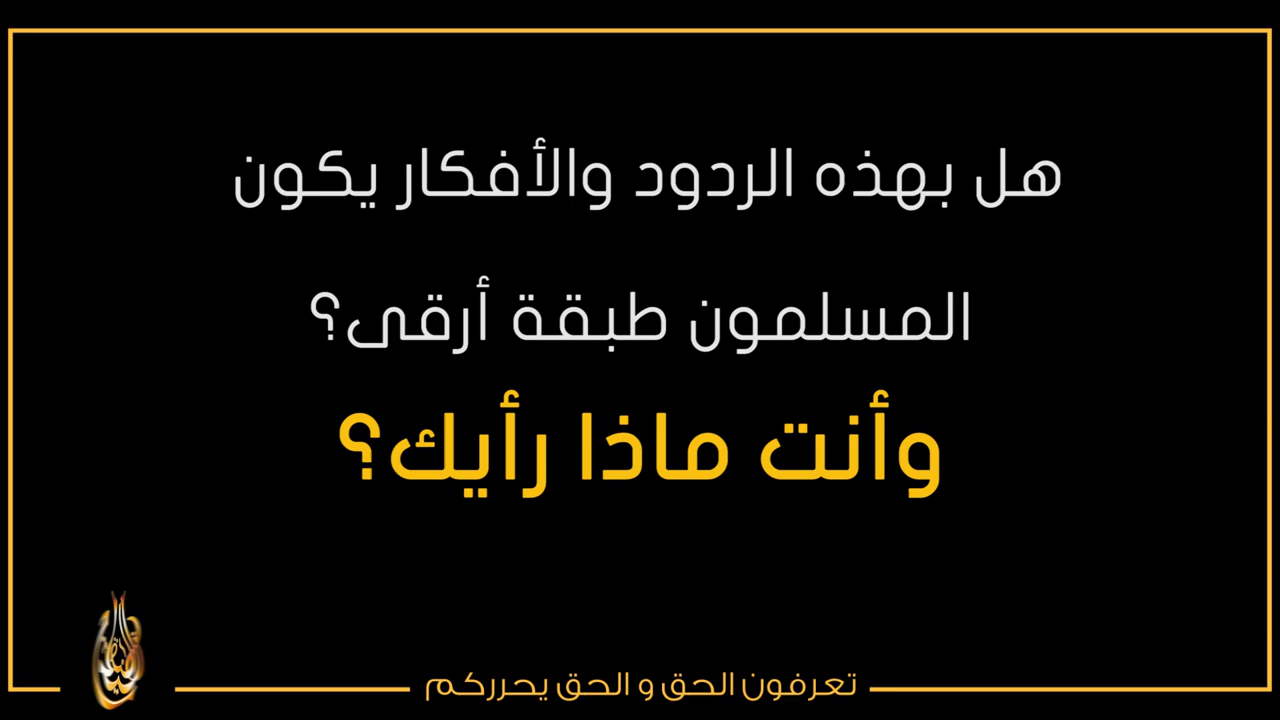 هل بهذه الردود والأفكار يكون
المسلمون طبقة أرقى؟
وأنت ماذا رأيك؟
تعرفون الحق و الحق يحرركم